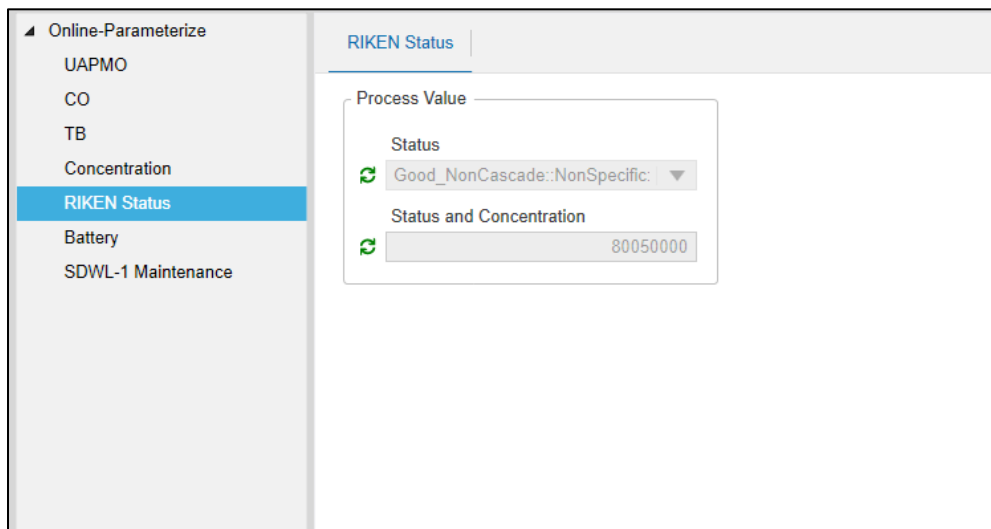 Online-Parameterize
UAPMO
CO
TB
Concentration
RIKEN Status
Battery
SDWL-1 Maintenance
RIKEN Status
Process Value
Status
Good_NonCascade::NonSpecific:
Status and Concentration
80050000